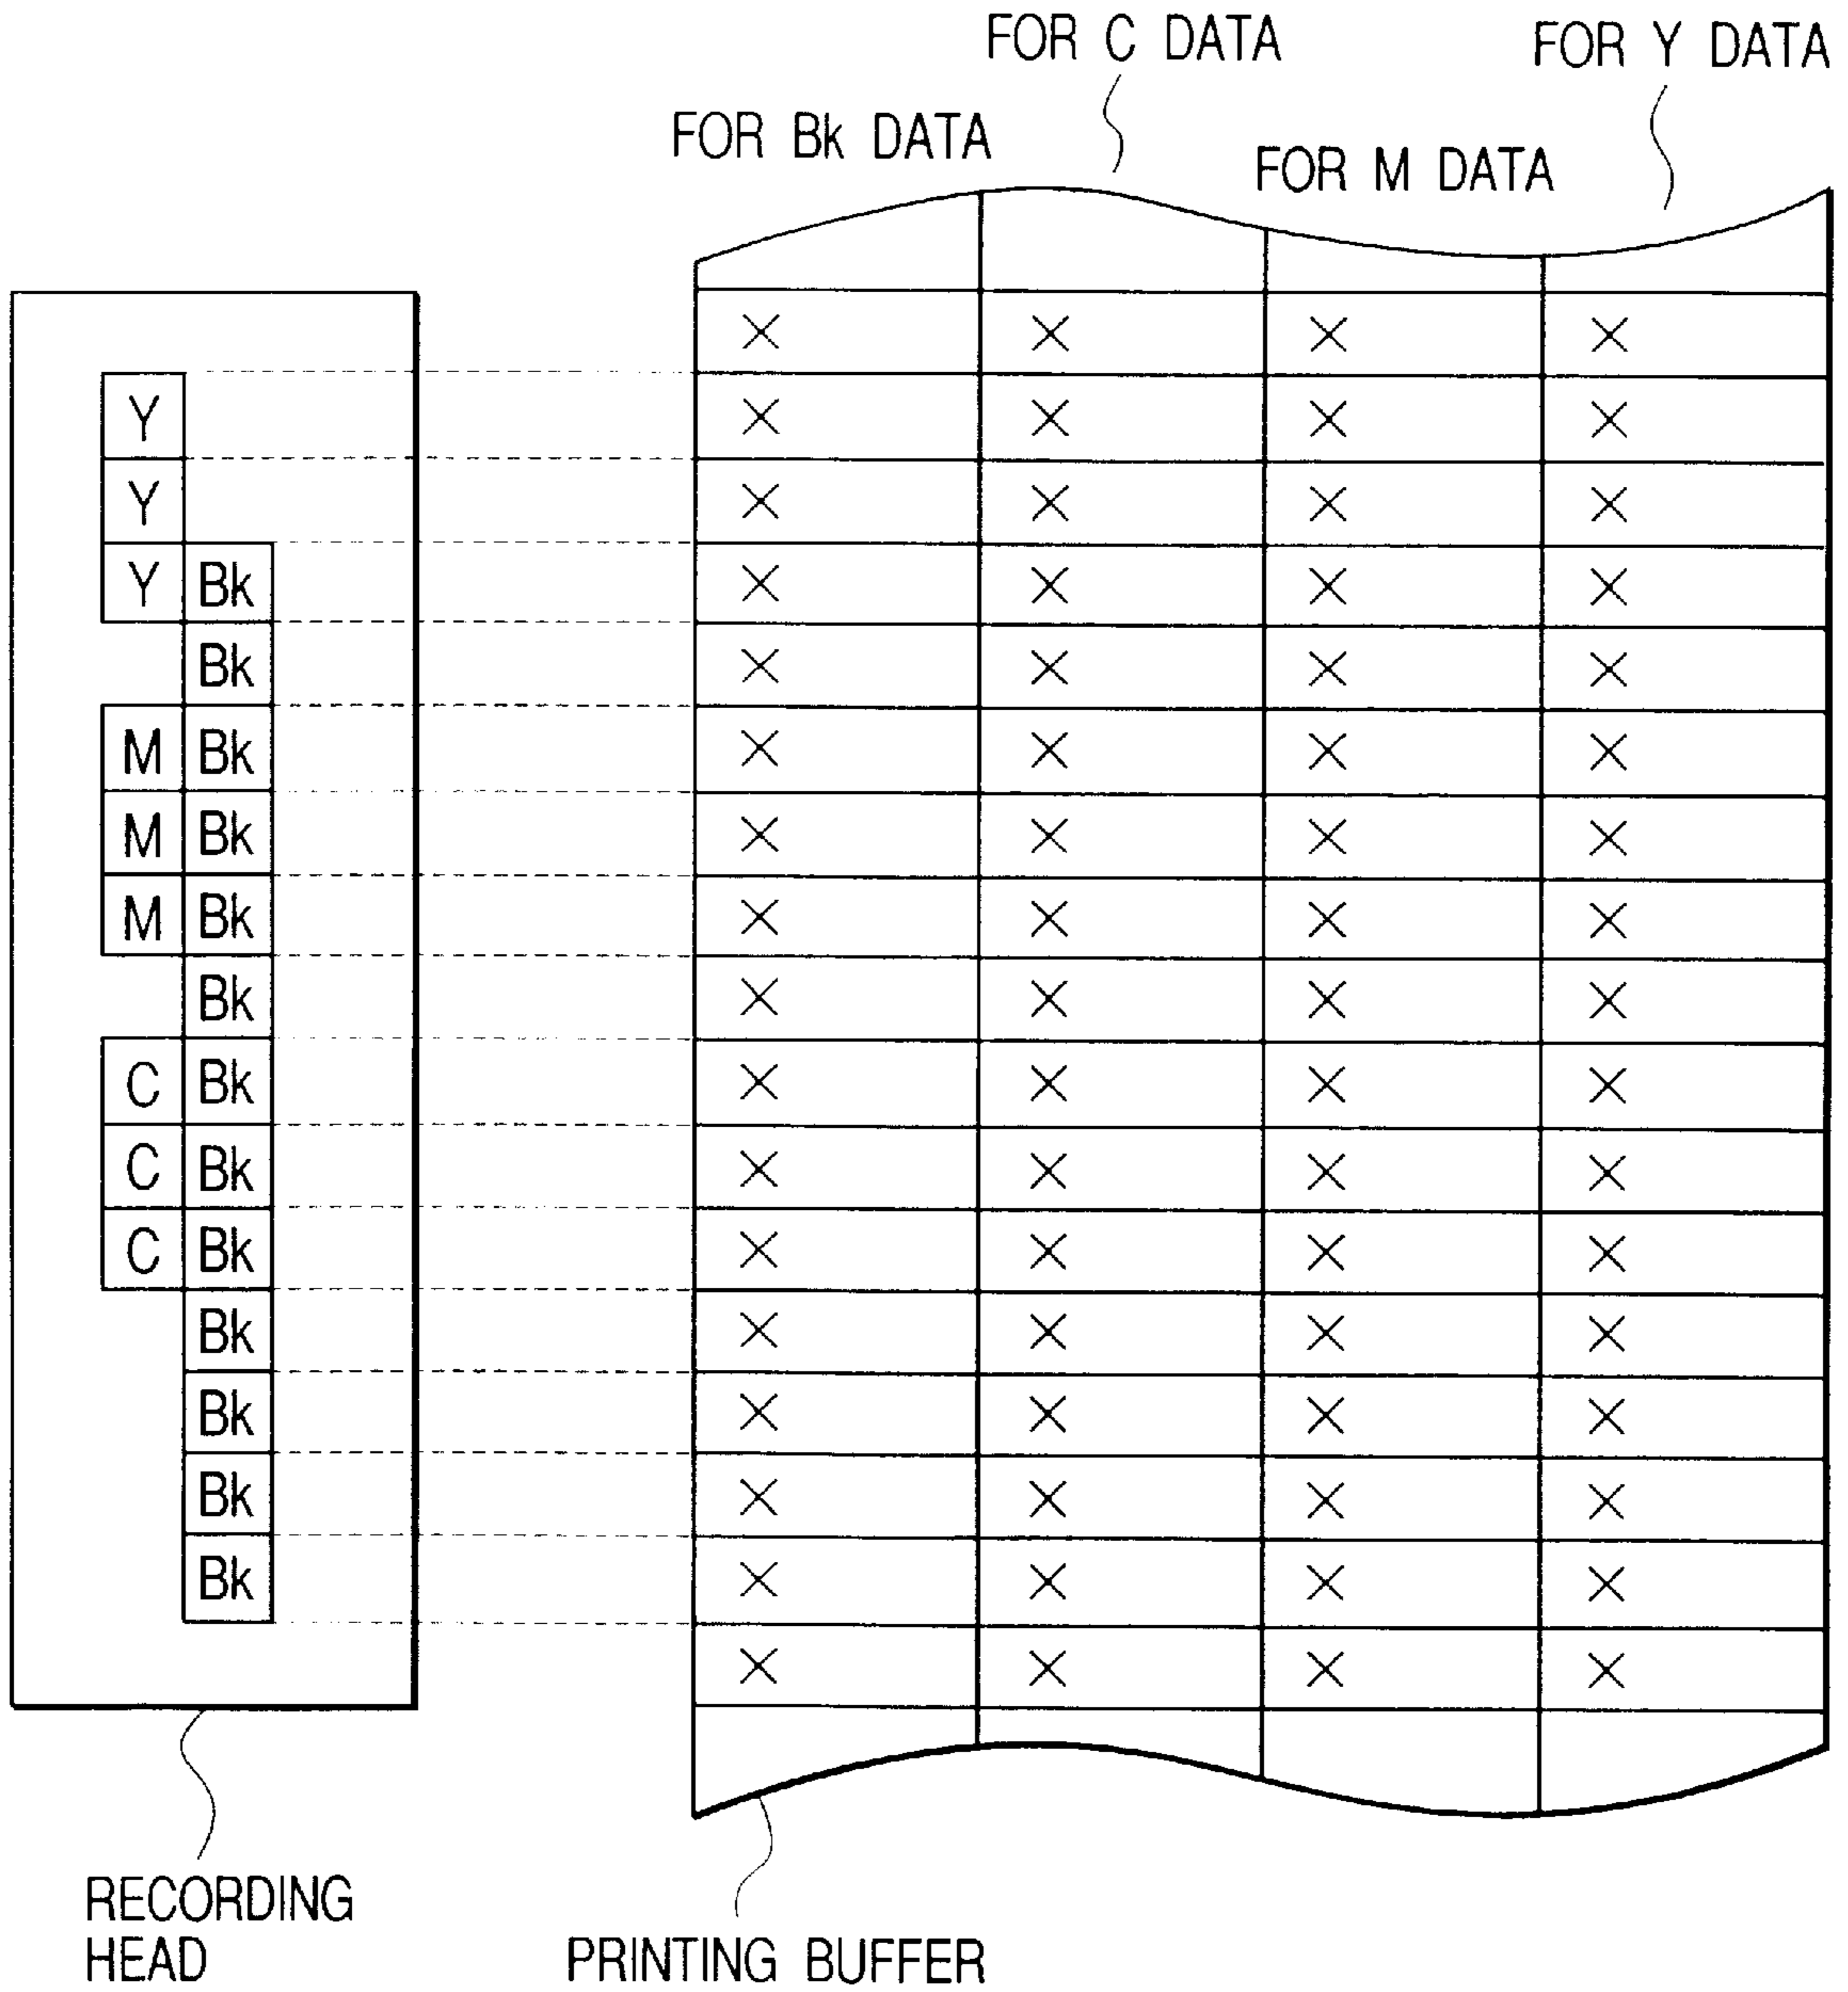 FOR C DATA
FOR Y DATA
FOR Bk DATA
FOR M DATA
× × × ×
Y × × × ×
Y × × × ×
Y Bk × × × ×
Bk × × × ×
M Bk × × × ×
M Bk × × × ×
M Bk × × × ×
Bk × × × ×
C Bk × × × ×
C Bk × × × ×
C Bk × × × ×
Bk × × × ×
Bk × × × ×
Bk × × × ×
Bk × × × ×
× × × ×
RECORDING
HEAD
PRINTING BUFFER